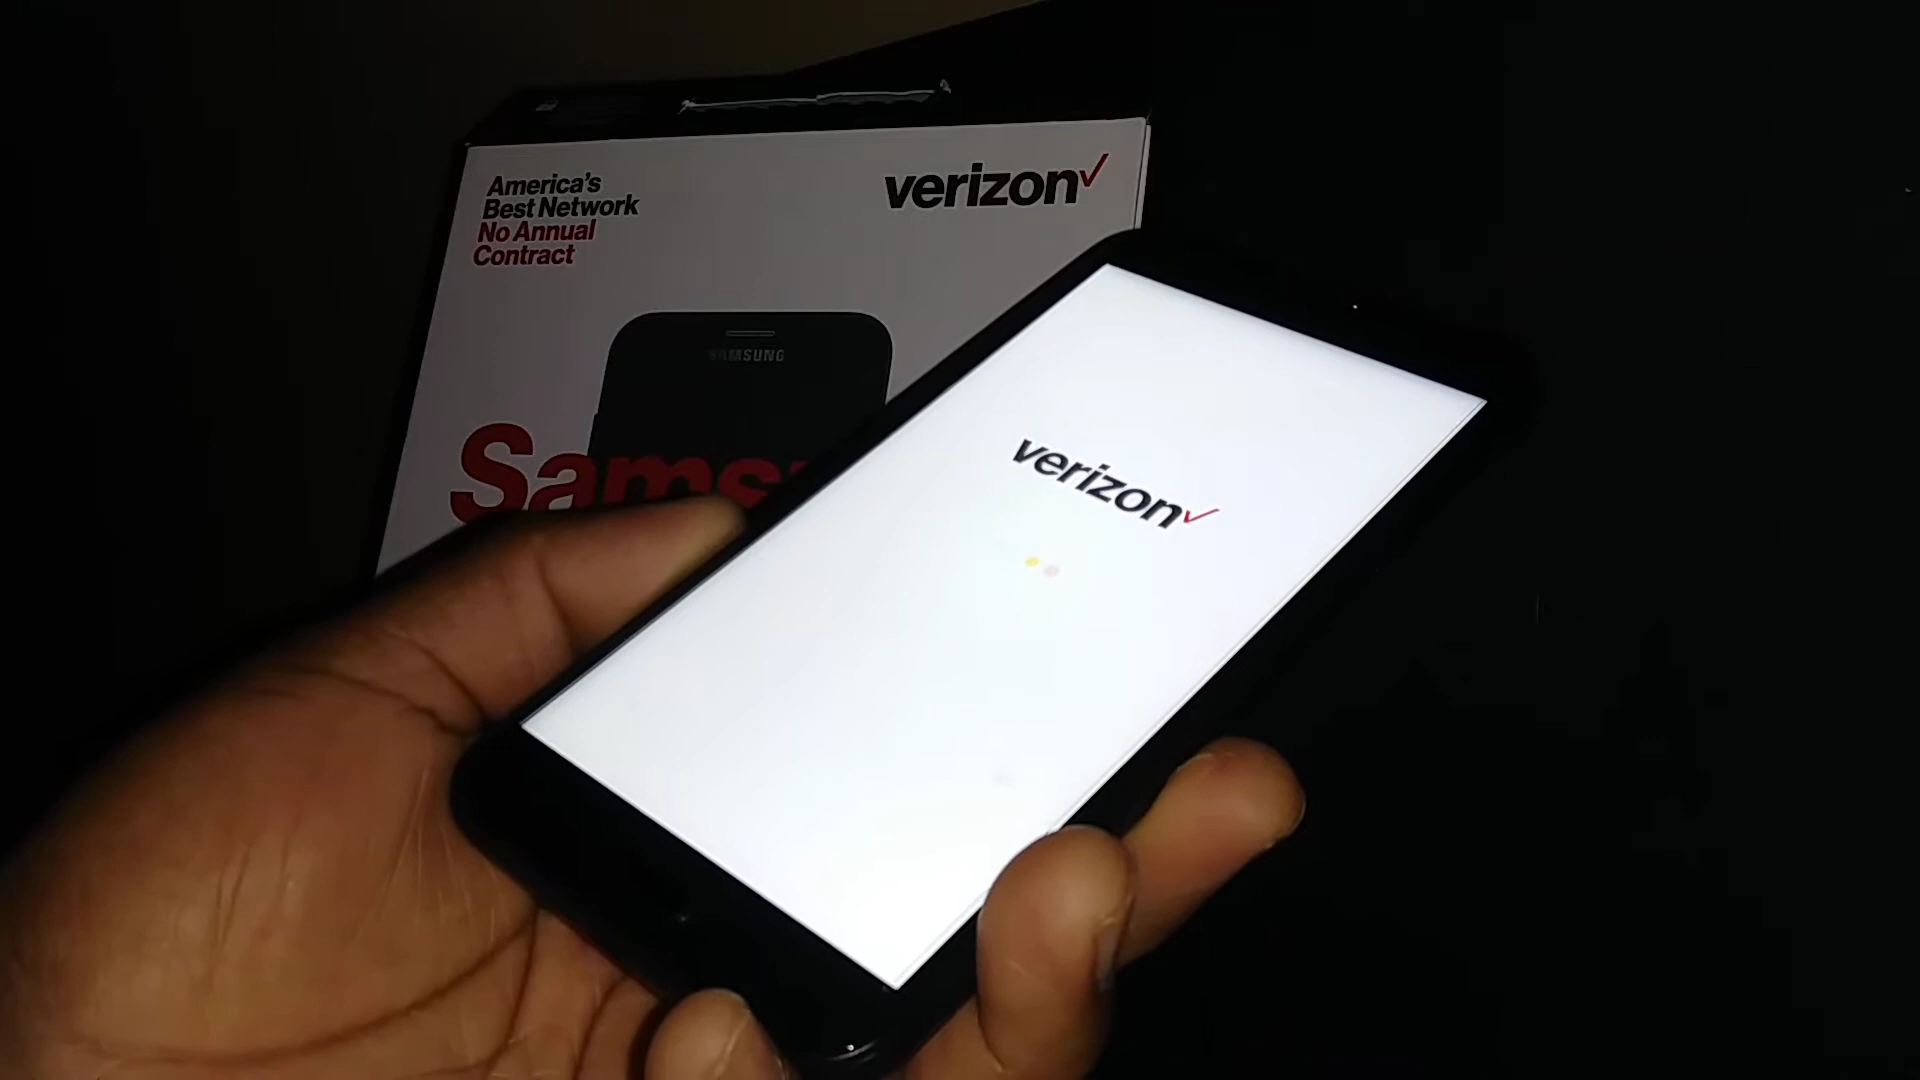 America's
Best Network
No Annual
Contract
verizon
SAMSUNG
verizon